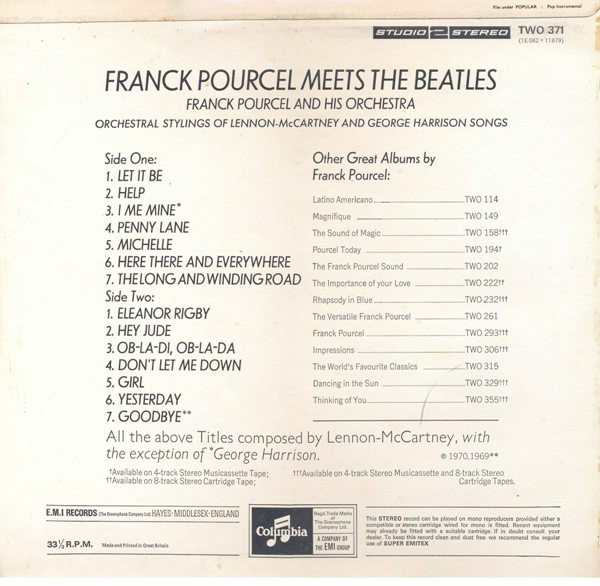 File under POPULAR : Pop Instrumental
STUDIO 2 STEREO TWO 371
(1E 062 • 11879)
FRANCK POURCEL MEETS THE BEATLES
FRANCK POURCEL AND HIS ORCHESTRA
ORCHESTRAL STYLINGS OF LENNON-McCARTNEY AND GEORGE HARRISON SONGS
Side One:
1. LET IT BE
2. HELP
3. I ME MINE*
4. PENNY LANE
5. MICHELLE
6. HERE THERE AND EVERYWHERE
7. THE LONG AND WINDING ROAD
Side Two:
1. ELEANOR RIGBY
2. HEY JUDE
3. OB-LA-DI, OB-LA-DA
4. DON'T LET ME DOWN
5. GIRL
6. YESTERDAY
7. GOODBYE**
Other Great Albums by
Franck Pourcel:
Latino Americano TWO 114
Magnifique TWO 149
The Sound of Magic TWO 158†††
Pourcel Today TWO 194†
The Franck Pourcel Sound TWO 202
The Importance of your Love TWO 222††
Rhapsody in Blue TWO 232†††
The Versatile Franck Pourcel TWO 261
Franck Pourcel TWO 293†††
Impressions TWO 306†††
The World's Favourite Classics TWO 315
Dancing in the Sun TWO 329†††
Thinking of You TWO 355†††
All the above Titles composed by Lennon-McCartney, with
the exception of *George Harrison.
℗ 1970,1969**
†Available on 4-track Stereo Musicassette Tape;
††Available on 8-track Stereo Cartridge Tape;
†††Available on 4-track Stereo Musicassette and 8-track Stereo
Cartridge Tapes.
E.M.I RECORDS (The Gramophone Company Ltd) HAYES • MIDDLESEX • ENGLAND
33⅓ R.P.M. Made and Printed in Great Britain
Columbia
Regd. Trade Marks
of The
Gramophone
Company Ltd.
A COMPANY OF
THE EMI GROUP
This STEREO record can be played on mono reproducers provided either a
compatible or stereo cartridge wired for mono is fitted. Recent equipment
may already be fitted with a suitable cartridge. If in doubt consult your
dealer. To keep this record clean and dust free we recommend the regular
use of SUPER EMITEX